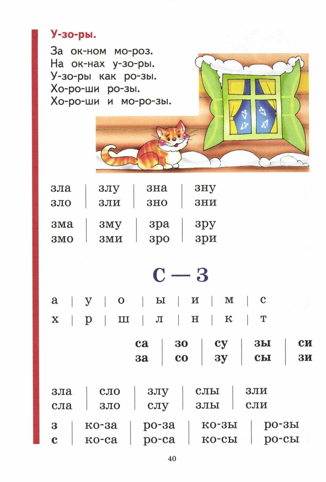 У-зо-ры.
За ок-ном мо-роз.
На ок-нах у-зо-ры.
У-зо-ры как ро-зы.
Хо-ро-ши ро-зы.
Хо-ро-ши и мо-ро-зы.
зла | злу | зна | зну
зло | зли | зно | зни
зма | зму | зра | зру
змо | зми | зро | зри
С — З
а | у | о | ы | и | м | с
х | р | ш | л | н | к | т
са | зо | су | зы | си
за | со | зу | сы | зи
зла | сло | злу | слы | зли
сла | зло | слу | злы | сли
з | ко-за | ро-за | ко-зы | ро-зы
с | ко-са | ро-са | ко-сы | ро-сы
40